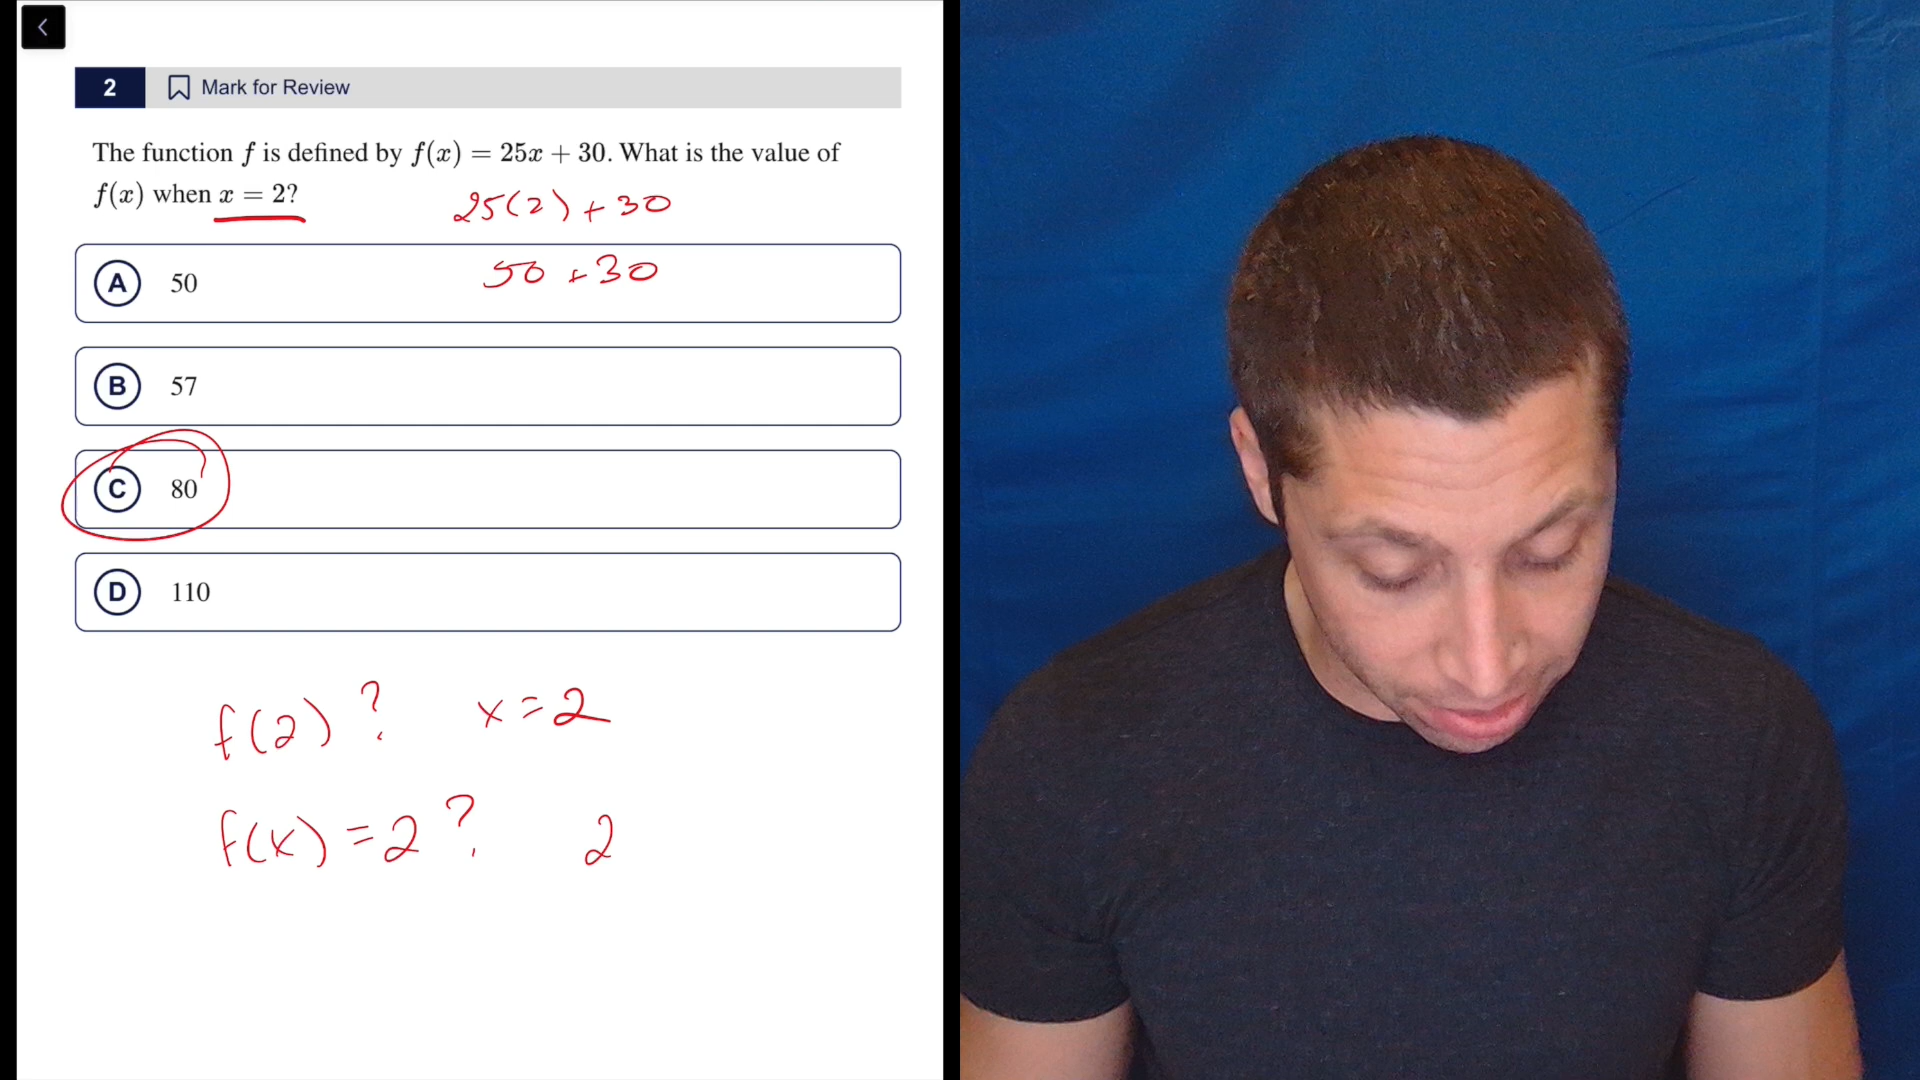 2 Mark for Review
The function f is defined by f(x) = 25x + 30. What is the value of
f(x) when x = 2?
25(2) + 30
50 + 30
A 50
B 57
C 80
D 110
f(2) ? x = 2
f(x) = 2 ? 2